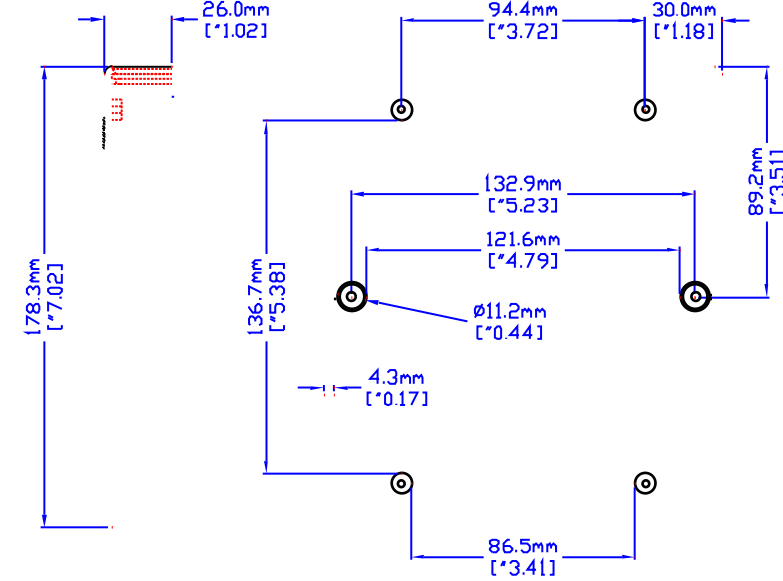 26.0mm
["1.02]
94.4mm
["3.72]
30.0mm
["1.18]
89.2mm
["3.51]
132.9mm
["5.23]
121.6mm
["4.79]
178.3mm
["7.02]
136.7mm
["5.38]
ø11.2mm
["0.44]
4.3mm
["0.17]
86.5mm
["3.41]